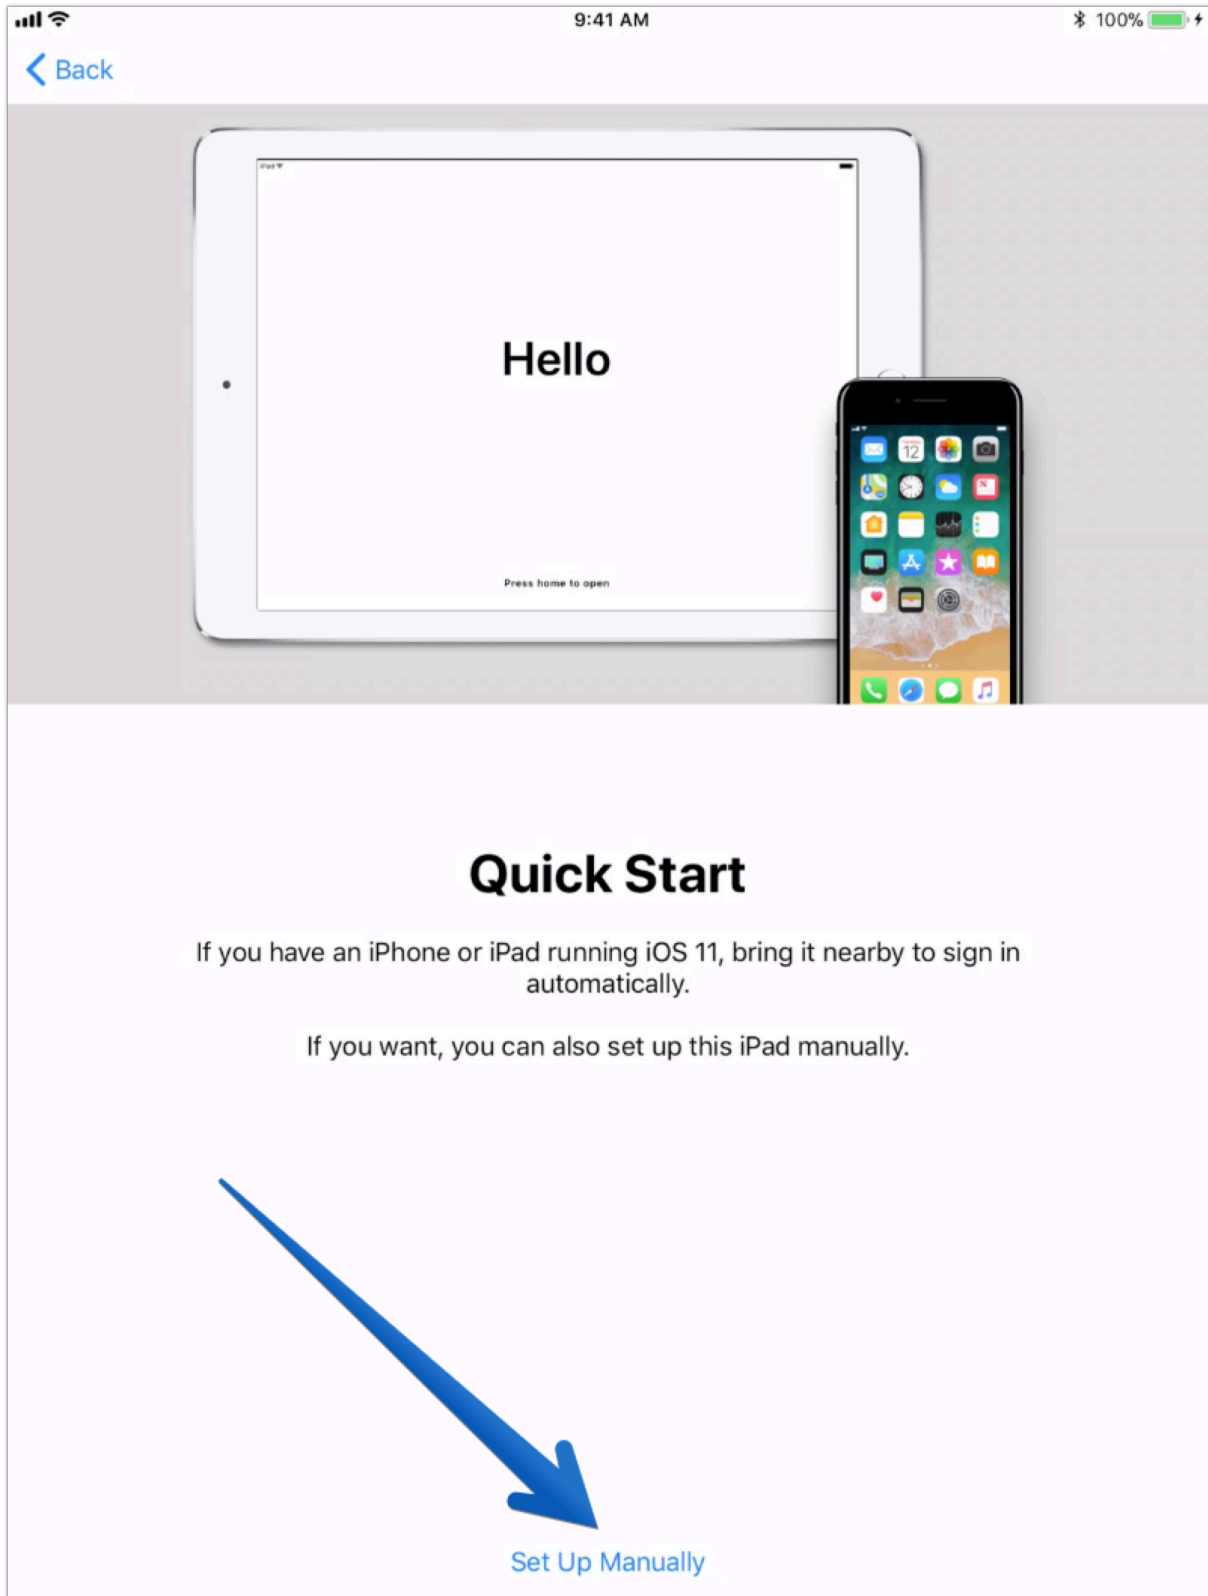 9:41 AM
100%
Back
iPad
Hello
12
Press home to open
Quick Start
If you have an iPhone or iPad running iOS 11, bring it nearby to sign in
automatically.
If you want, you can also set up this iPad manually.
Set Up Manually